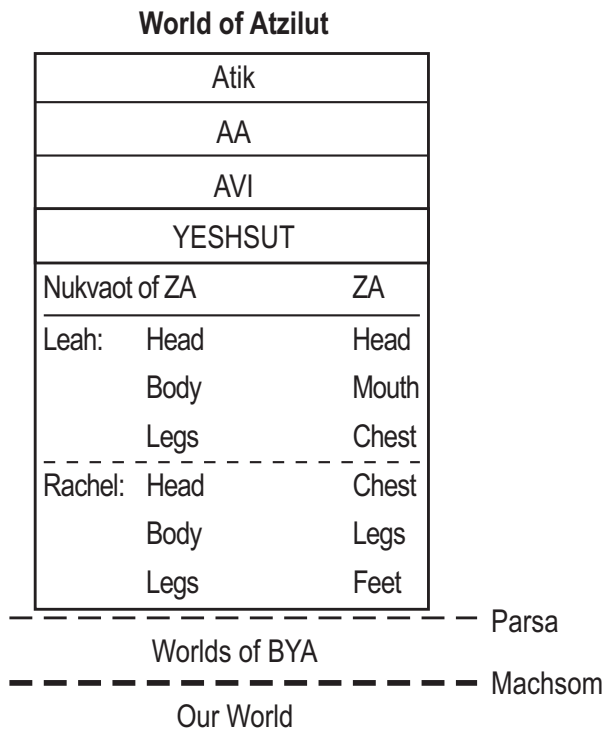 World of Atzilut
Atik
AA
AVI
YESHSUT
Nukvaot of ZA ZA
Leah: Head Head
Body Mouth
Legs Chest
Rachel: Head Chest
Body Legs
Legs Feet
Parsa
Worlds of BYA
Machsom
Our World